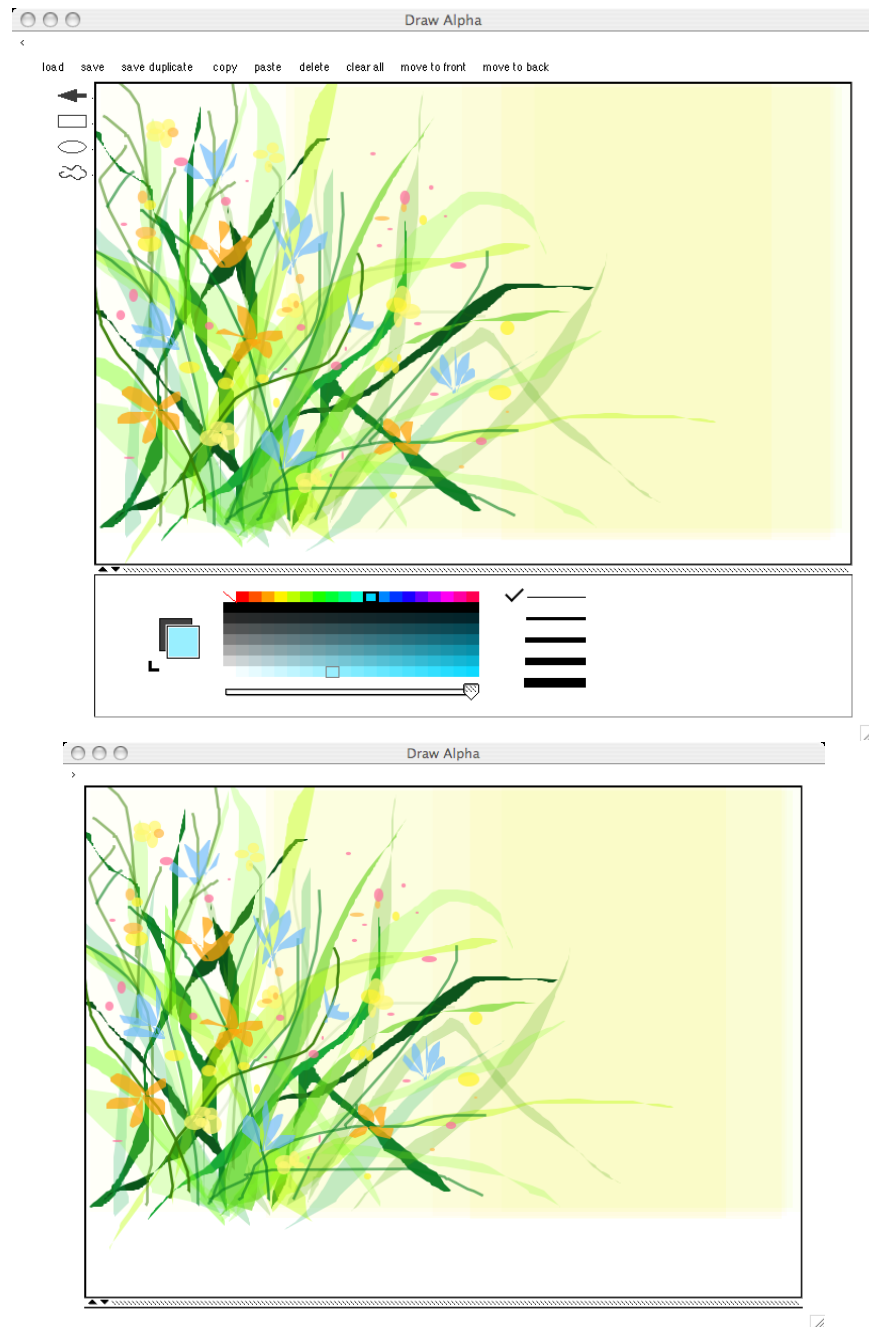 Draw Alpha
<
load save save duplicate copy paste delete clear all move to front move to back
Draw Alpha
>